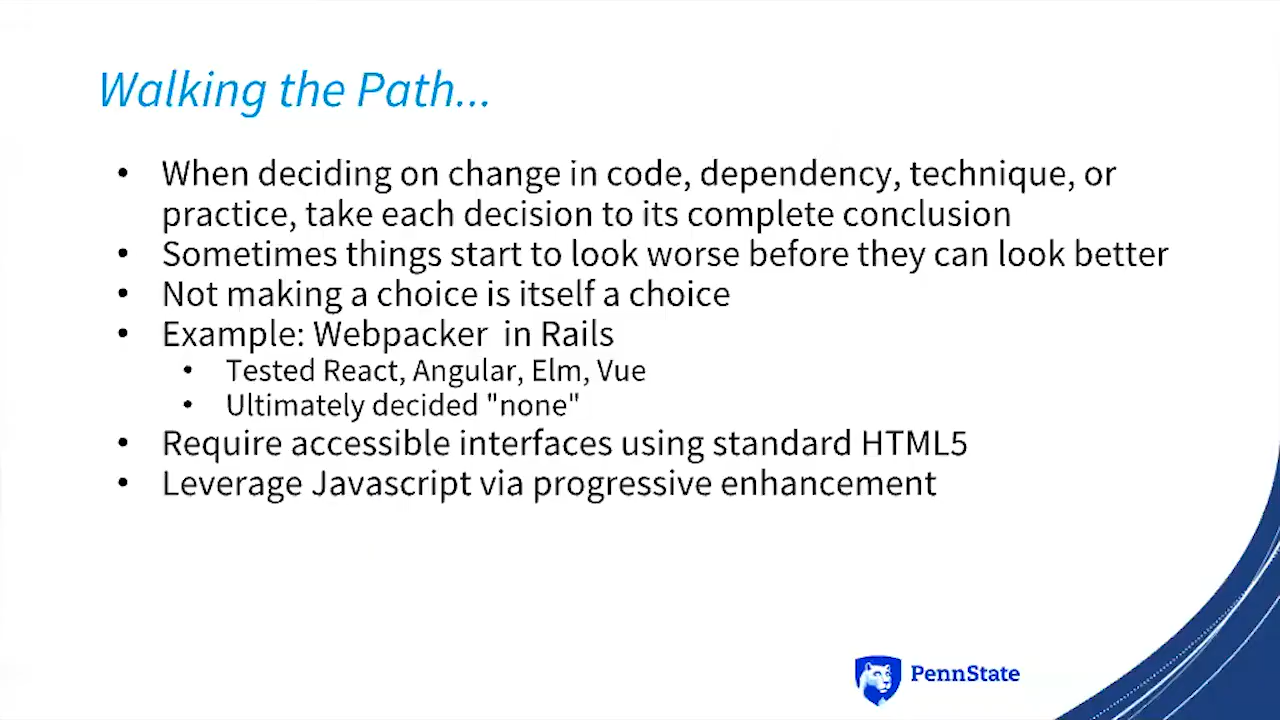 Walking the Path...
• When deciding on change in code, dependency, technique, or
practice, take each decision to its complete conclusion
• Sometimes things start to look worse before they can look better
• Not making a choice is itself a choice
• Example: Webpacker in Rails
• Tested React, Angular, Elm, Vue
• Ultimately decided "none"
• Require accessible interfaces using standard HTML5
• Leverage Javascript via progressive enhancement
PennState